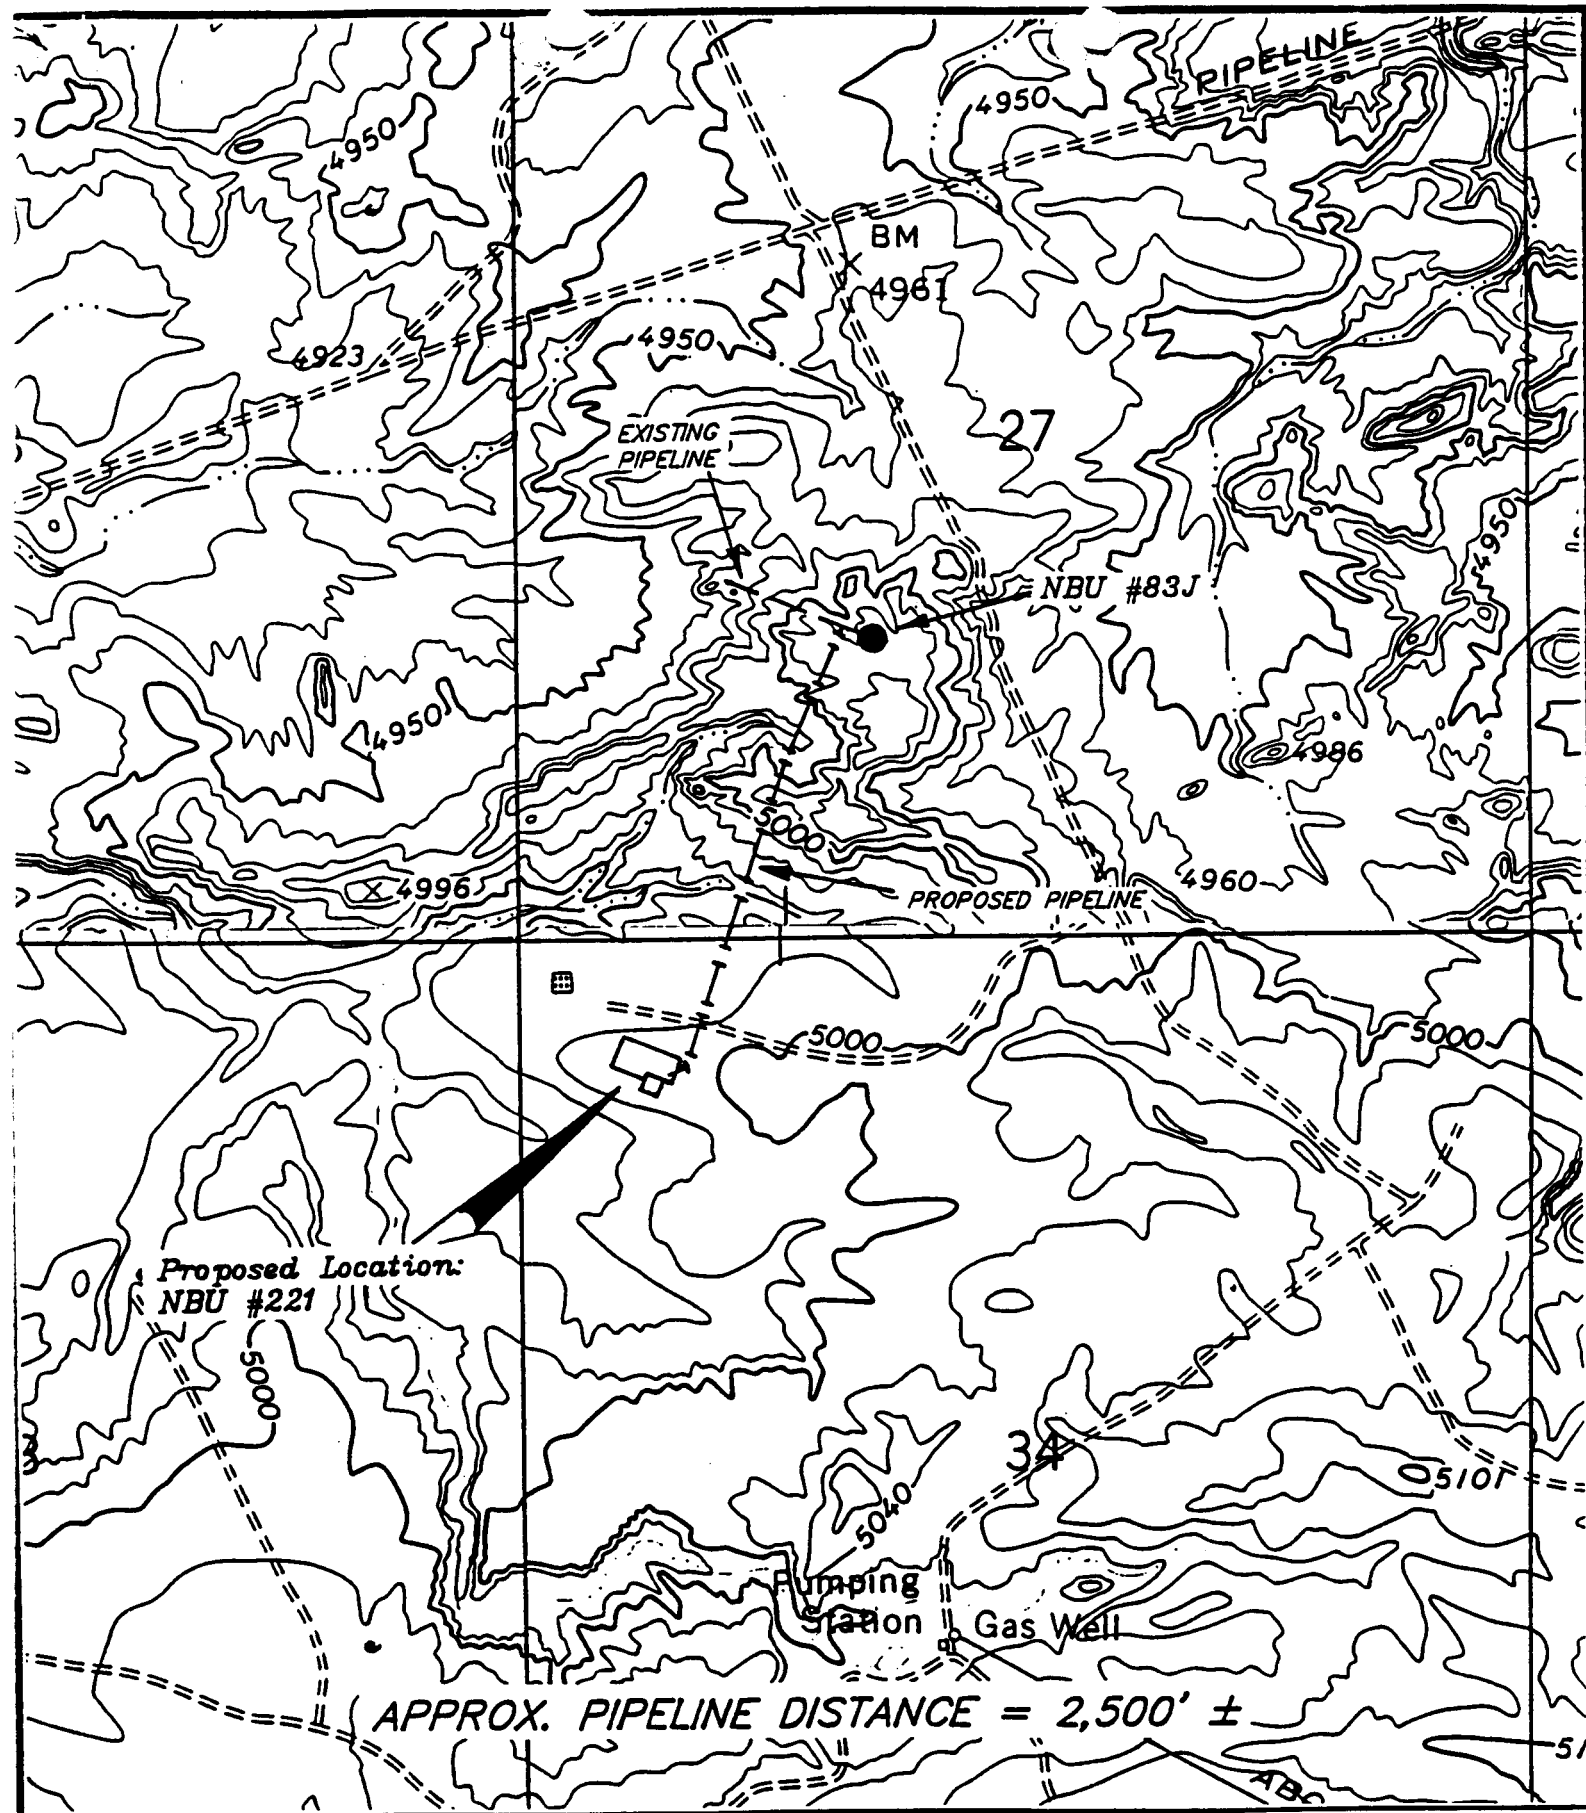 PIPELINE
4950
4950
BM
4961
4950
4923
27
EXISTING
PIPELINE
4950
NBU #83J
4950
4986
5000
4996
4960
PROPOSED PIPELINE
5000
5000
Proposed Location:
NBU #221
5000
34
5101
5040
Pumping
Station
Gas Well
APPROX. PIPELINE DISTANCE = 2,500' ±